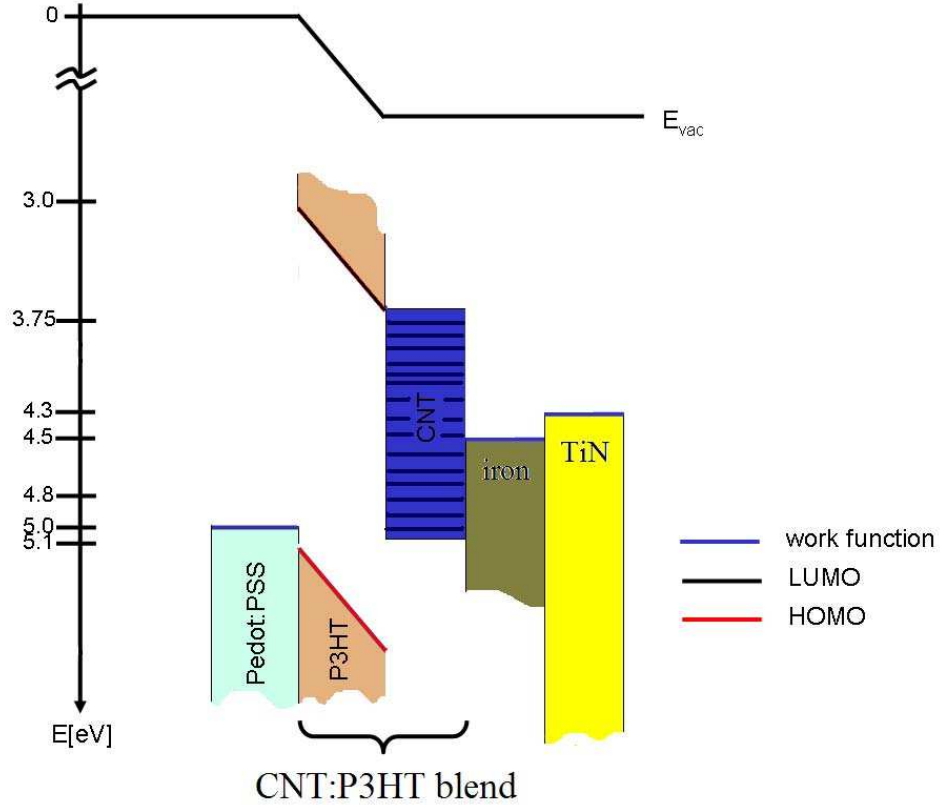 0
E vac
3.0
3.75
4.3
4.5
4.8
5.0
5.1
CNT
iron
TiN
Pedot:PSS
P3HT
work function
LUMO
HOMO
E[eV]
CNT:P3HT blend